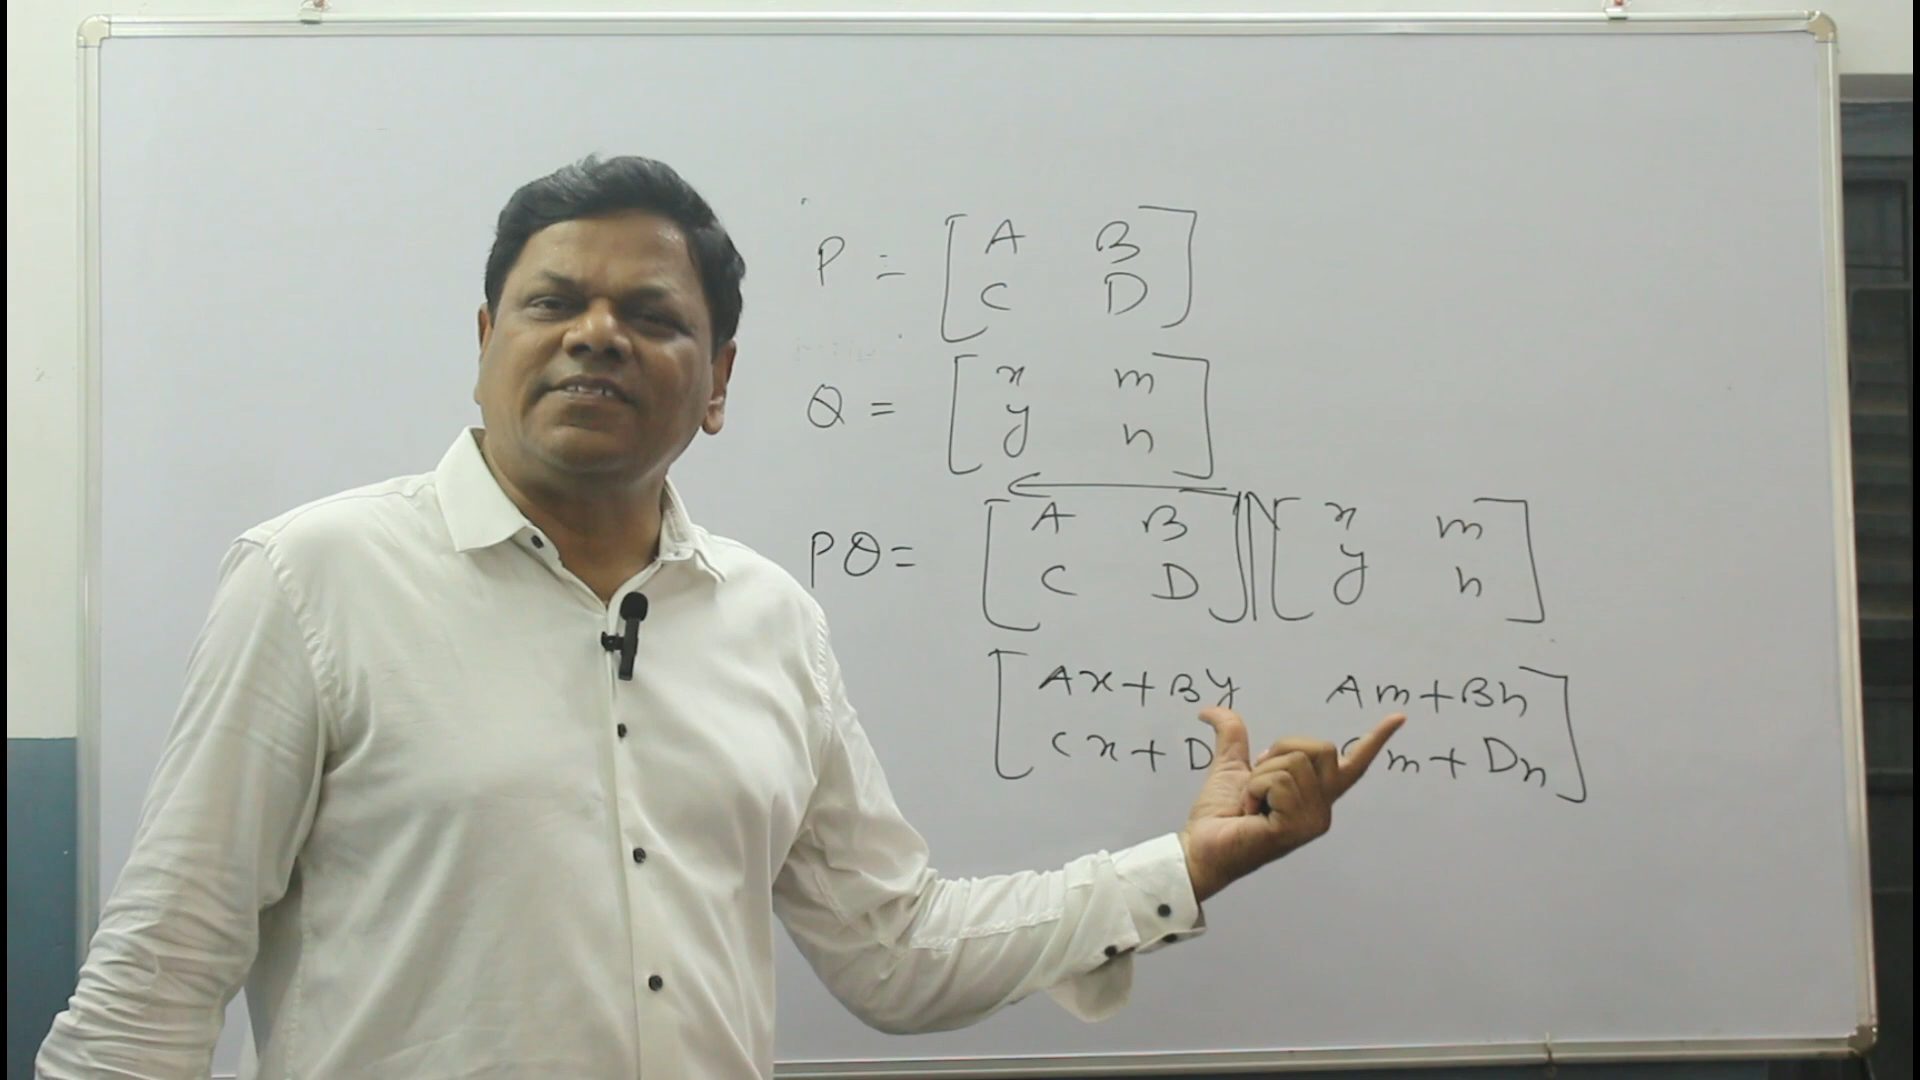 P = [ A B
C D ]
Q = [ x m
y n ]
PQ = [ A B [ x m
C D ] y n ]
[ Ax+By Am+Bn
Cx+D m+Dn ]